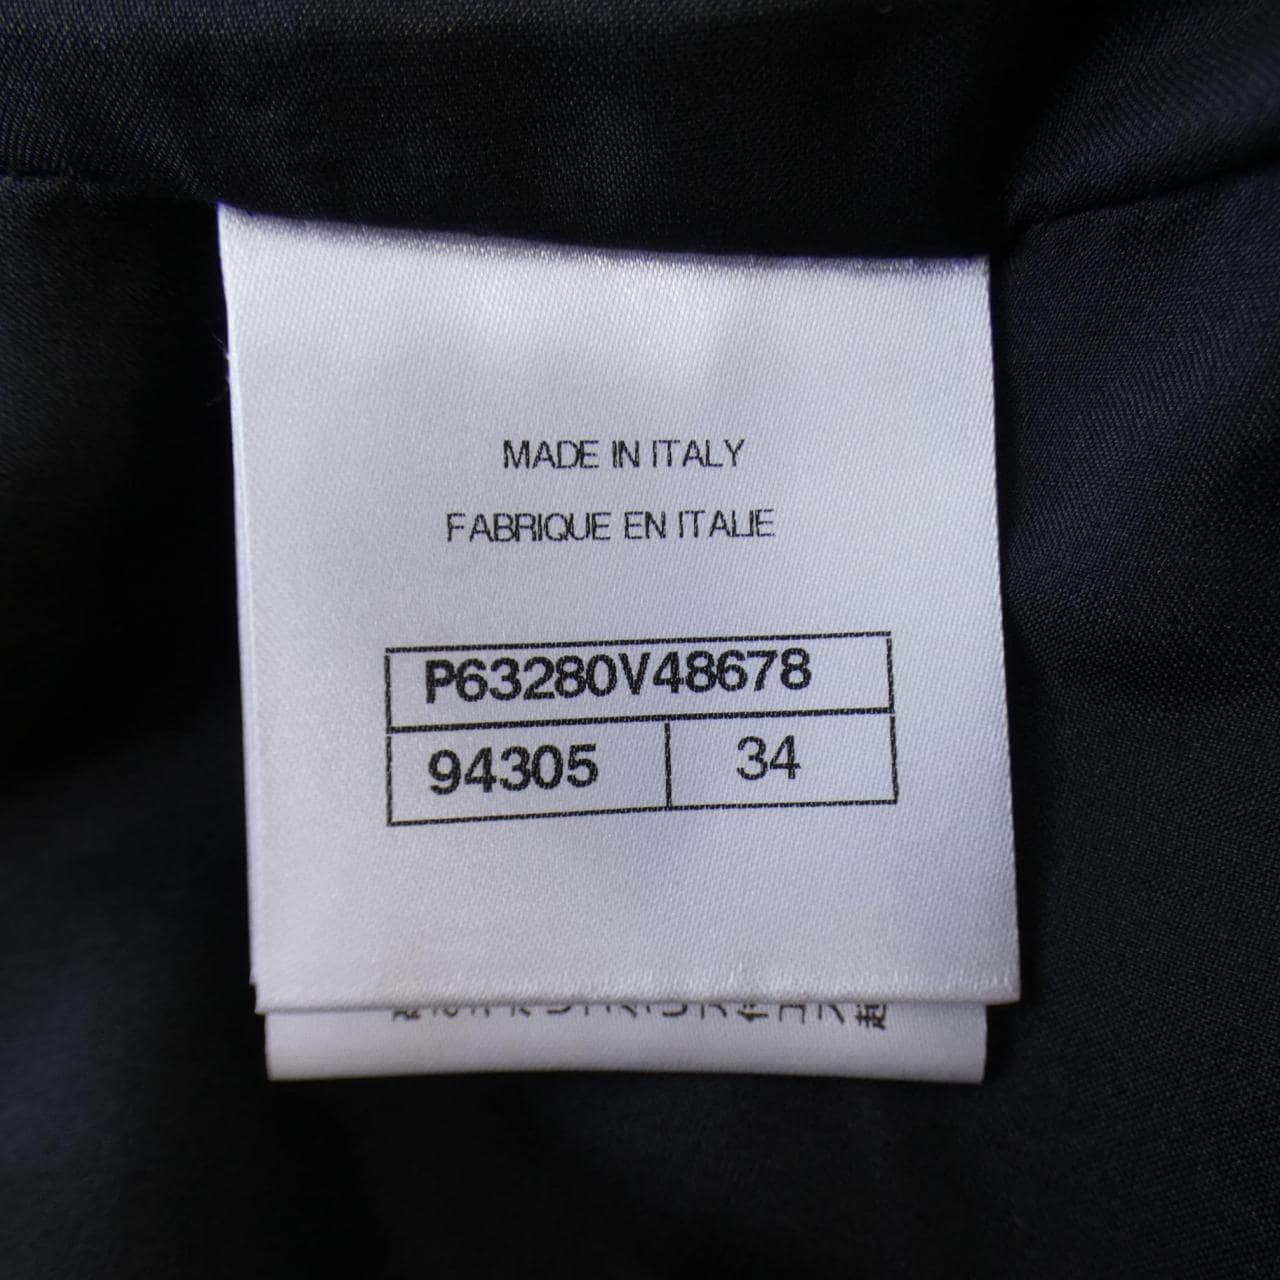 MADE IN ITALY
FABRIQUE EN ITALIE
P63280V48678
94305 34